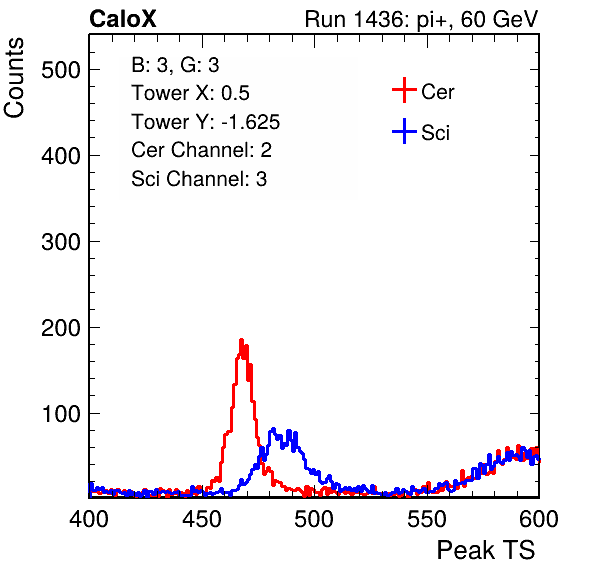 CaloX Run 1436: pi+, 60 GeV
Counts
500
400
300
200
100
B: 3, G: 3
Tower X: 0.5
Tower Y: -1.625
Cer Channel: 2
Sci Channel: 3
Cer
Sci
400 450 500 550 600
Peak TS